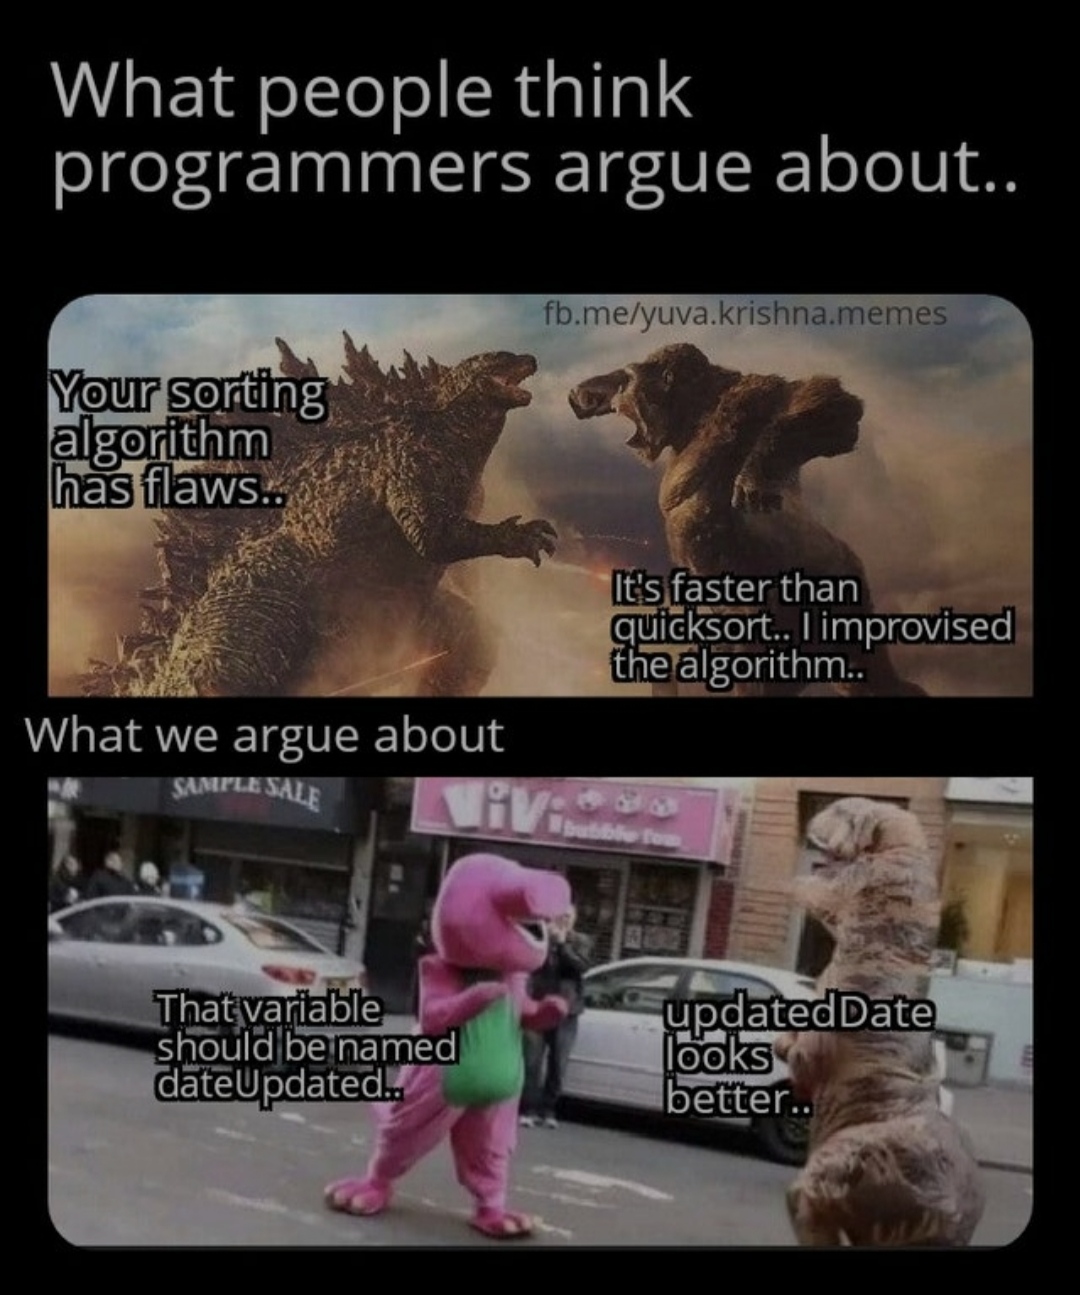 What people think
programmers argue about..
fb.me/yuva.krishna.memes
Your sorting
algorithm
has flaws..
It's faster than
quicksort.. I improvised
the algorithm..
What we argue about
SAMPLE SALE
ViVi
bubble tea
That variable
should be named
dateUpdated..
updatedDate
looks
better..